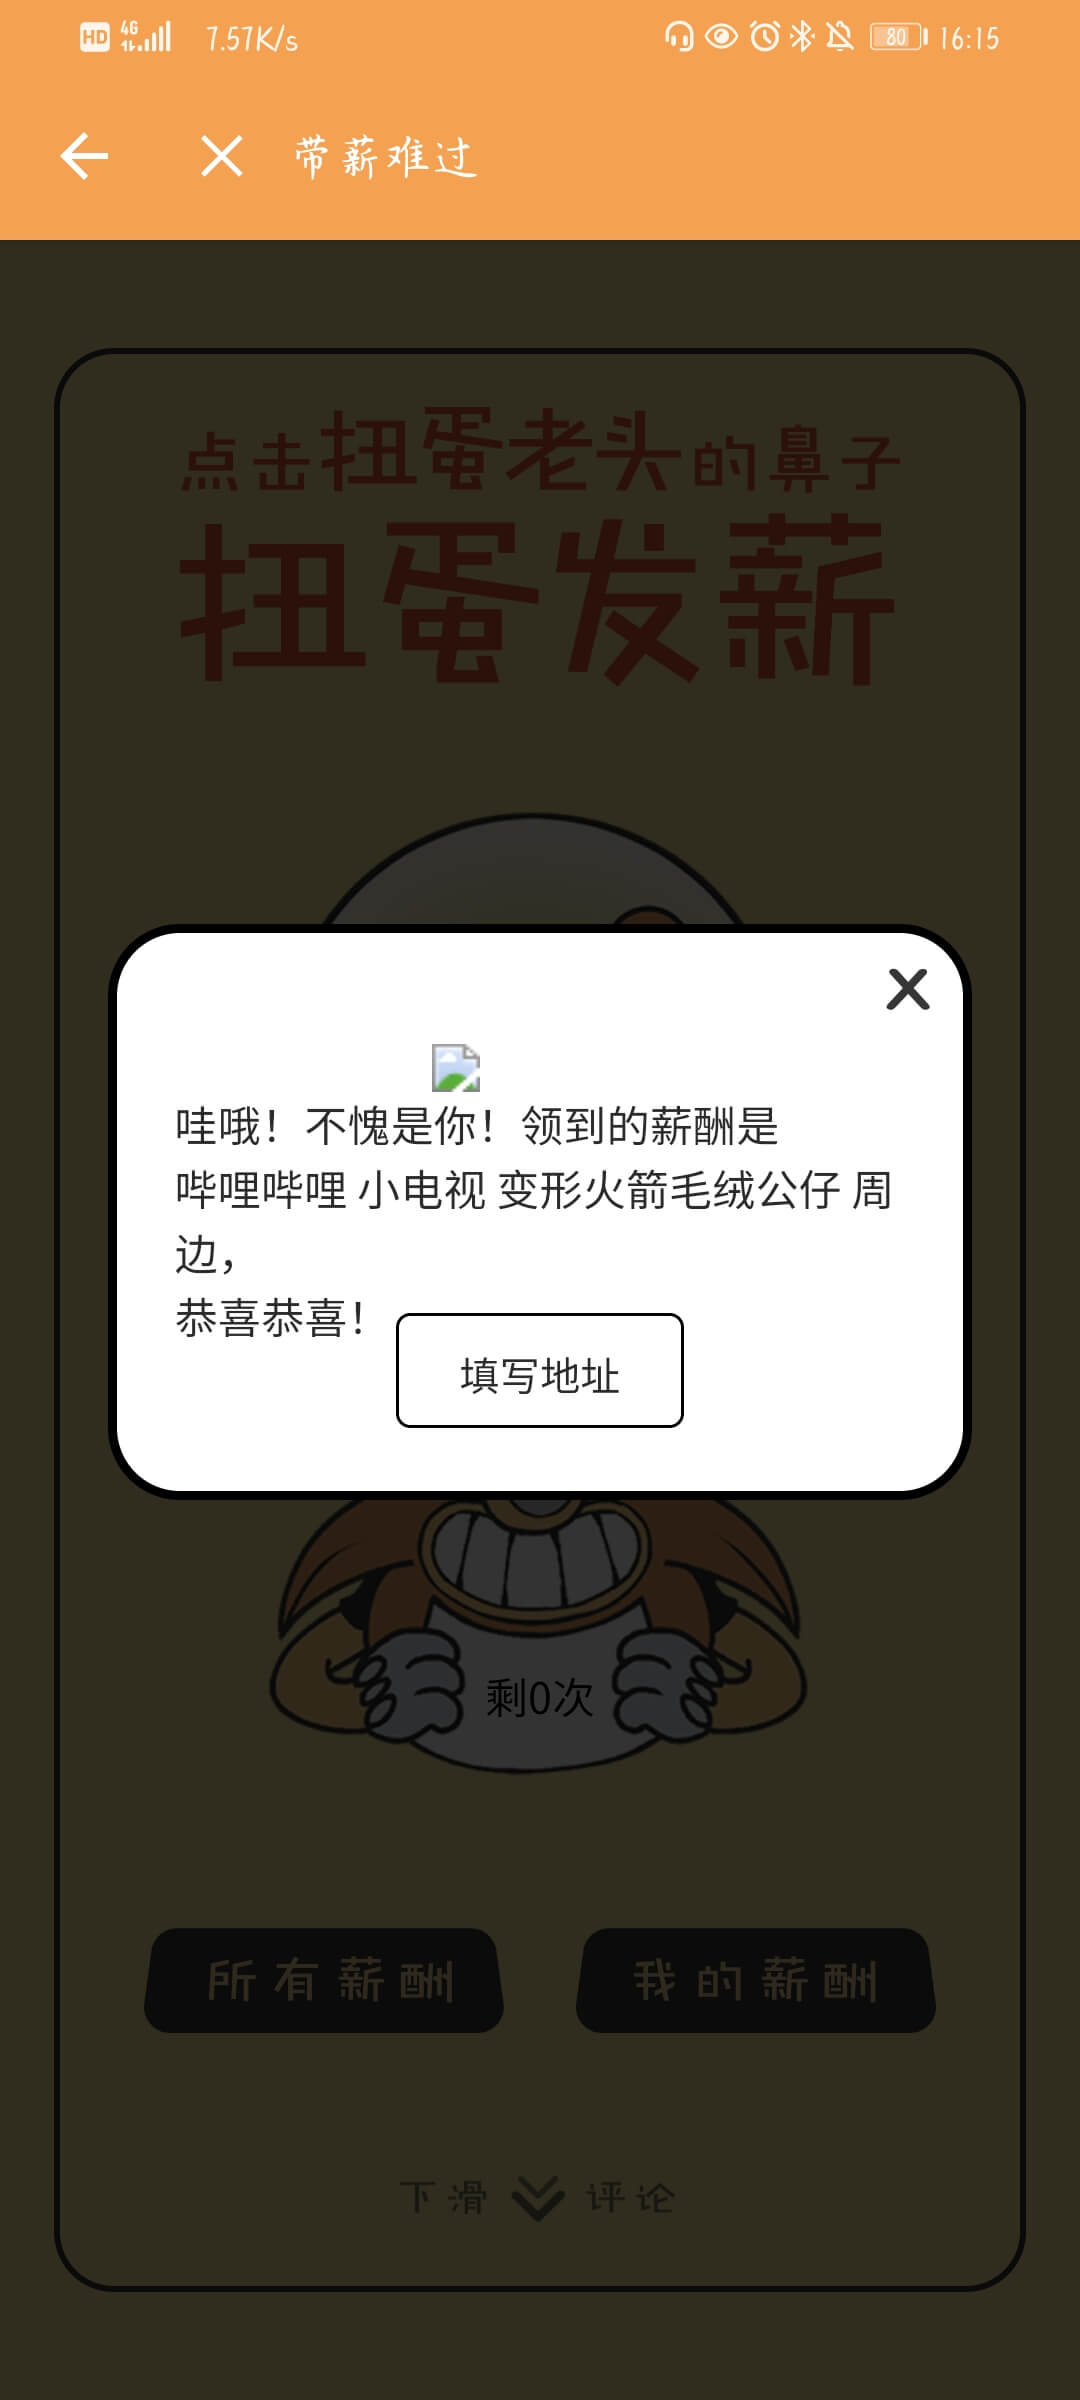 HD 4G 7.57K/s 80 16:15
带薪难过
点击扭蛋老头的鼻子
扭蛋发薪
哇哦！不愧是你！领到的薪酬是
哔哩哔哩 小电视 变形火箭毛绒公仔 周
边，
恭喜恭喜！
填写地址
剩0次
所有薪酬 我的薪酬
下滑 评论